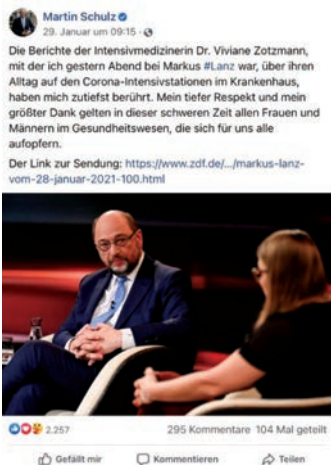 Martin Schulz
29. Januar um 09:15 ·
Die Berichte der Intensivmedizinerin Dr. Viviane Zotzmann,
mit der ich gestern Abend bei Markus #Lanz war, über ihren
Alltag auf den Corona-Intensivstationen im Krankenhaus,
haben mich zutiefst berührt. Mein tiefer Respekt und mein
größter Dank gelten in dieser schweren Zeit allen Frauen und
Männern im Gesundheitswesen, die sich für uns alle
aufopfern.
Der Link zur Sendung: https://www.zdf.de/.../markus-lanz-
vom-28-januar-2021-100.html
2.257
295 Kommentare 104 Mal geteilt
Gefällt mir
Kommentieren
Teilen